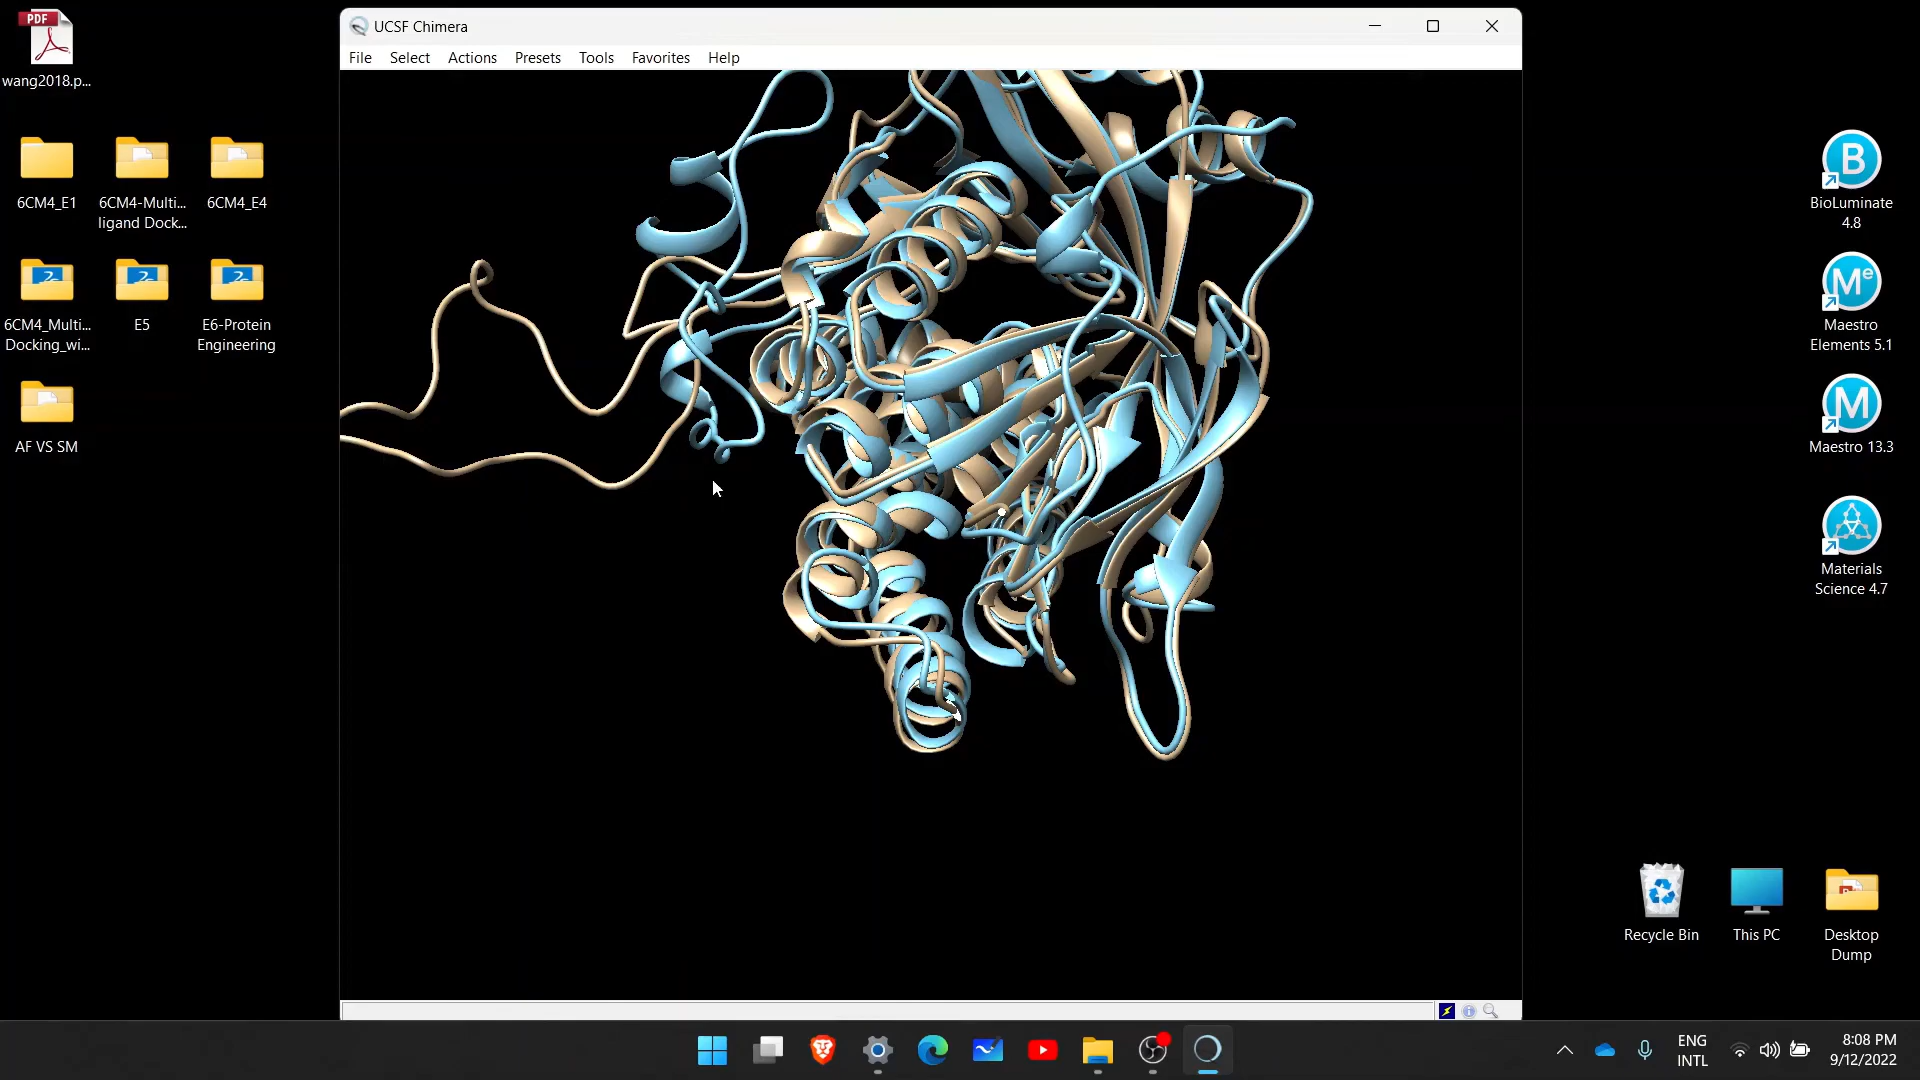 UCSF Chimera
File Select Actions Presets Tools Favorites Help
PDF
wang2018.p...
6CM4_E1
6CM4-Multi...
ligand Dock...
6CM4_E4
6CM4_Multi...
Docking_wi...
E5
E6-Protein
Engineering
AF VS SM
B
BioLuminate
4.8
Me
Maestro
Elements 5.1
M
Maestro 13.3
Materials
Science 4.7
Recycle Bin
This PC
Desktop
Dump
ENG
INTL
8:08 PM
9/12/2022